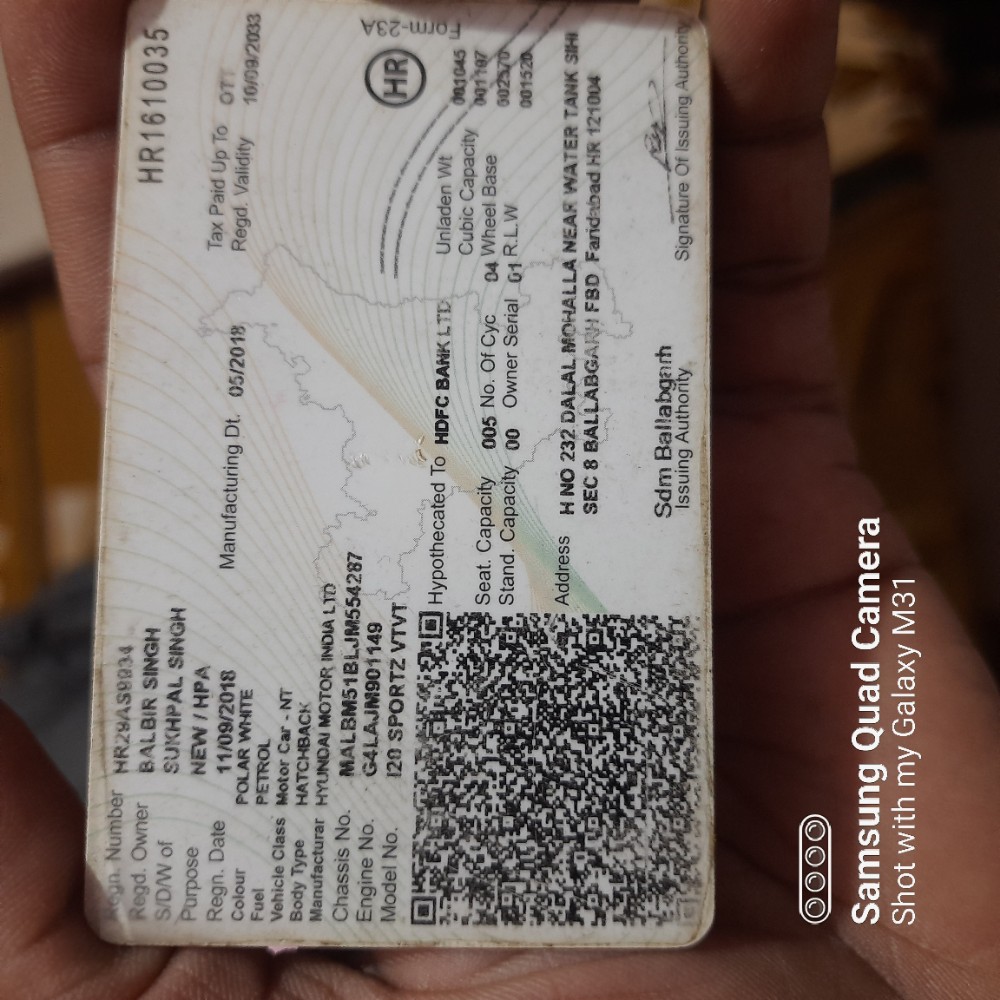 HR1610035
Form-23A
HR
Regn. Number HR29AS9934
Regd. Owner BALBIR SINGH
S/D/W of SUKHPAL SINGH
Purpose NEW / HPA
Regn. Date 11/09/2018
Colour POLAR WHITE
Fuel PETROL
Vehicle Class Motor Car - NT
Body Type HATCHBACK
Manufacturar HYUNDAI MOTOR INDIA LTD
Chassis No. MALBM51BLJM554287
Engine No. G4LAJM901149
Model No. I20 SPORTZ VTVT
Manufacturing Dt. 05/2018
Tax Paid Up To OTT
Regd. Validity 10/09/2033
Hypothecated To HDFC BANK LTD
Unladen Wt 001045
Seat. Capacity 005 No. Of Cyc 04
Cubic Capacity 001197
Wheel Base 002570
Stand. Capacity 00 Owner Serial 01 R.L.W 001520
Address H NO 232 DALAL MOHALLA NEAR WATER TANK SIHI
SEC 8 BALLABGARH FBD Faridabad HR 121004
Sdm Ballabgarh
Issuing Authority
Signature Of Issuing Authority
Samsung Quad Camera
Shot with my Galaxy M31